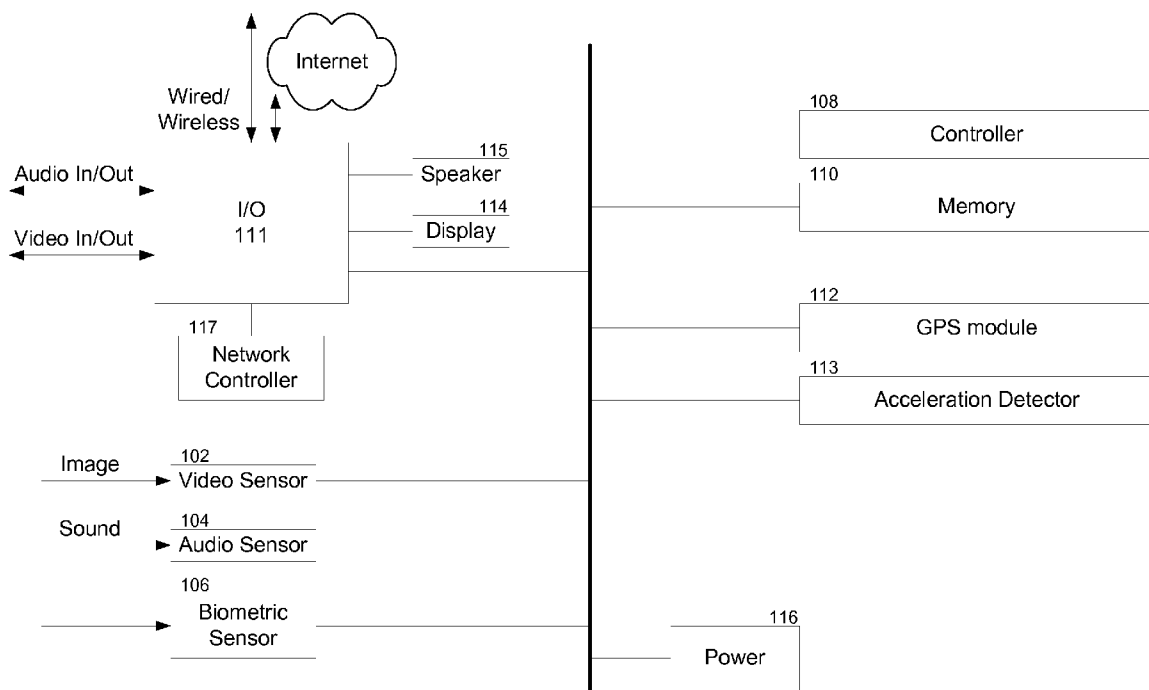 Internet
Wired/
Wireless
Audio In/Out
Video In/Out
I/O
111
115
Speaker
114
Display
117
Network
Controller
Image
102
Video Sensor
Sound
104
Audio Sensor
106
Biometric
Sensor
108
Controller
110
Memory
112
GPS module
113
Acceleration Detector
116
Power